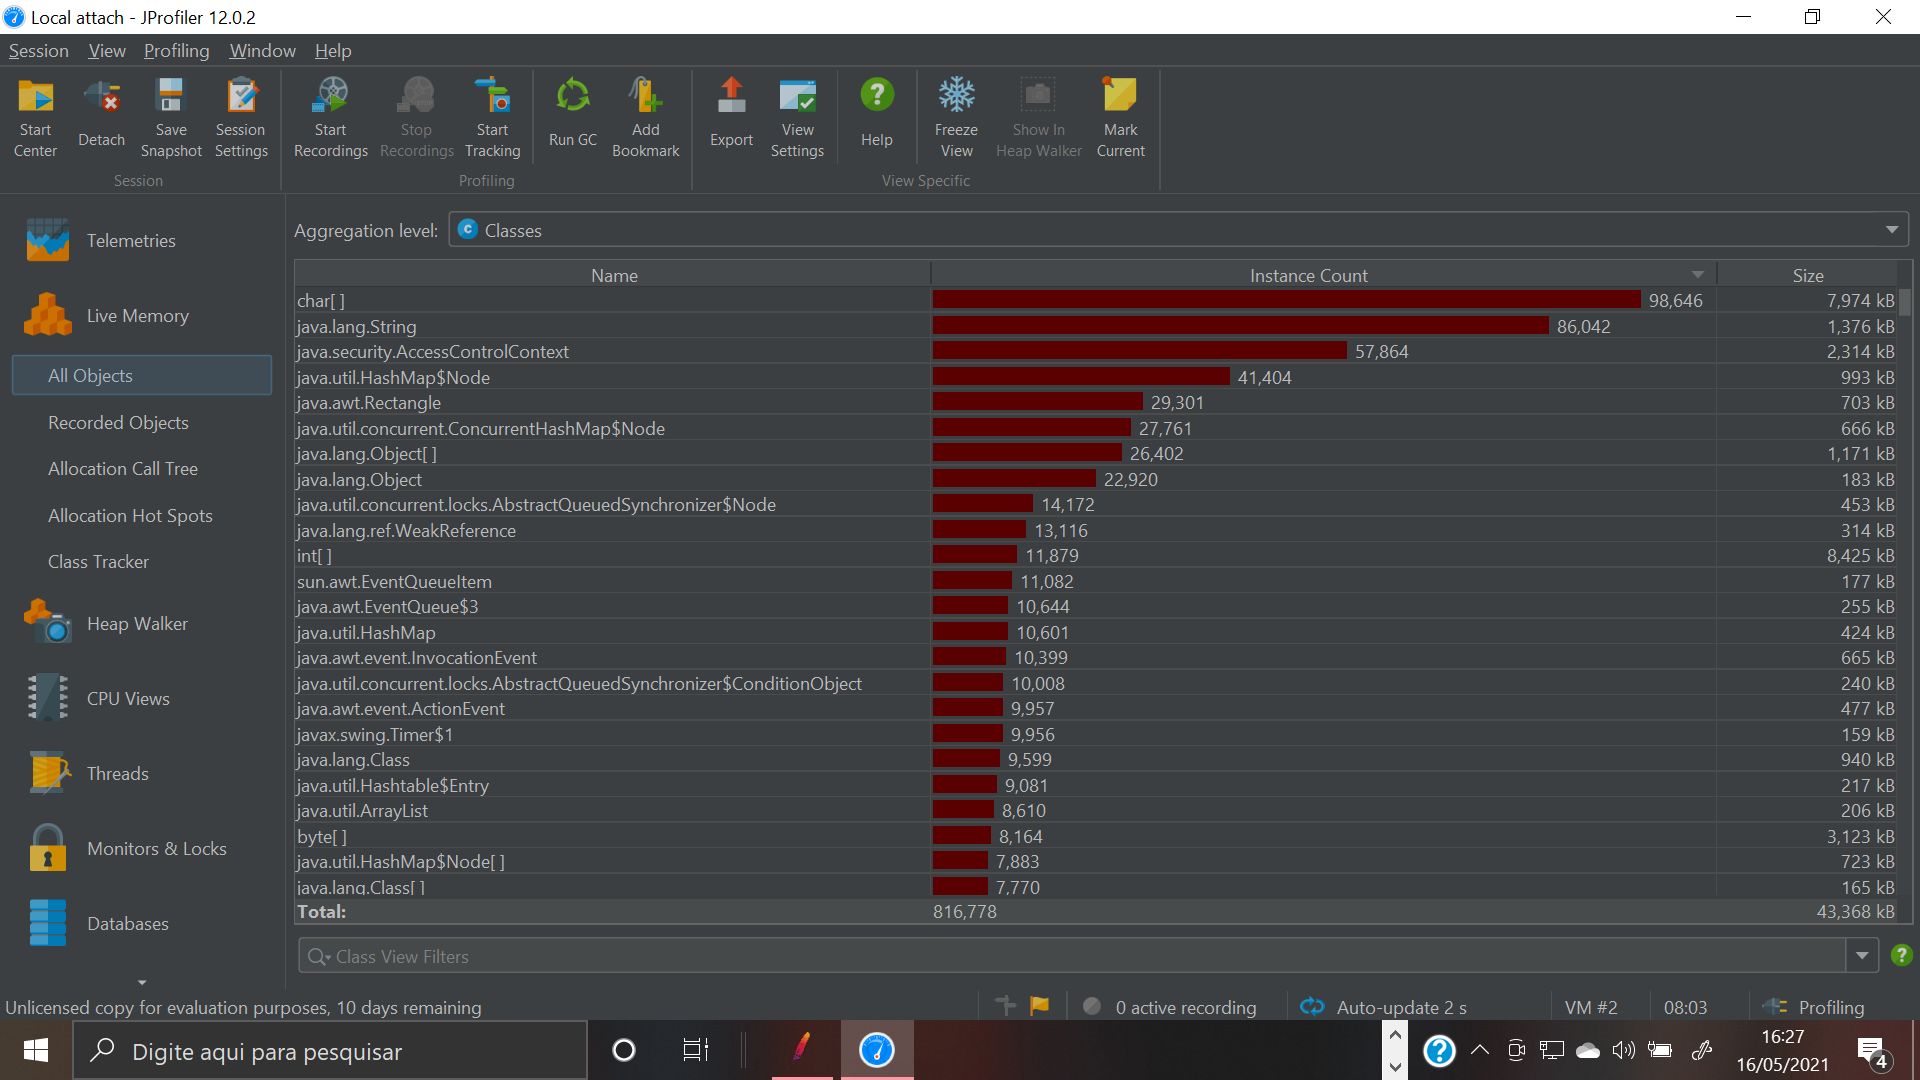 Local attach - JProfiler 12.0.2
Session View Profiling Window Help
Start Center
Detach
Save Snapshot
Session Settings
Start Recordings
Stop Recordings
Start Tracking
Run GC
Add Bookmark
Export
View Settings
Help
Freeze View
Show In Heap Walker
Mark Current
Session
Profiling
View Specific
Telemetries
Live Memory
All Objects
Recorded Objects
Allocation Call Tree
Allocation Hot Spots
Class Tracker
Heap Walker
CPU Views
Threads
Monitors & Locks
Databases
Aggregation level: C Classes
Name Instance Count Size
char[ ] 98,646 7,974 kB
java.lang.String 86,042 1,376 kB
java.security.AccessControlContext 57,864 2,314 kB
java.util.HashMap$Node 41,404 993 kB
java.awt.Rectangle 29,301 703 kB
java.util.concurrent.ConcurrentHashMap$Node 27,761 666 kB
java.lang.Object[ ] 26,402 1,171 kB
java.lang.Object 22,920 183 kB
java.util.concurrent.locks.AbstractQueuedSynchronizer$Node 14,172 453 kB
java.lang.ref.WeakReference 13,116 314 kB
int[ ] 11,879 8,425 kB
sun.awt.EventQueueItem 11,082 177 kB
java.awt.EventQueue$3 10,644 255 kB
java.util.HashMap 10,601 424 kB
java.awt.event.InvocationEvent 10,399 665 kB
java.util.concurrent.locks.AbstractQueuedSynchronizer$ConditionObject 10,008 240 kB
java.awt.event.ActionEvent 9,957 477 kB
javax.swing.Timer$1 9,956 159 kB
java.lang.Class 9,599 940 kB
java.util.Hashtable$Entry 9,081 217 kB
java.util.ArrayList 8,610 206 kB
byte[ ] 8,164 3,123 kB
java.util.HashMap$Node[ ] 7,883 723 kB
java.lang.Class[ ] 7,770 165 kB
Total: 816,778 43,368 kB
Class View Filters
Unlicensed copy for evaluation purposes, 10 days remaining
0 active recording
Auto-update 2 s
VM #2
08:03
Profiling
Digite aqui para pesquisar
16:27
16/05/2021
4